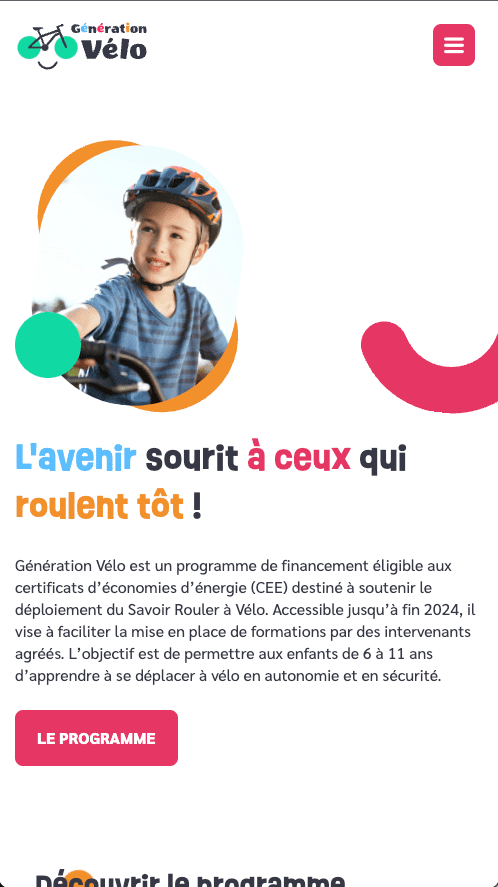 Génération
Vélo
L'avenir sourit à ceux qui
roulent tôt !
Génération Vélo est un programme de financement éligible aux
certificats d’économies d’énergie (CEE) destiné à soutenir le
déploiement du Savoir Rouler à Vélo. Accessible jusqu’à fin 2024, il
vise à faciliter la mise en place de formations par des intervenants
agréés. L’objectif est de permettre aux enfants de 6 à 11 ans
d’apprendre à se déplacer à vélo en autonomie et en sécurité.
LE PROGRAMME
Découvrir le programme